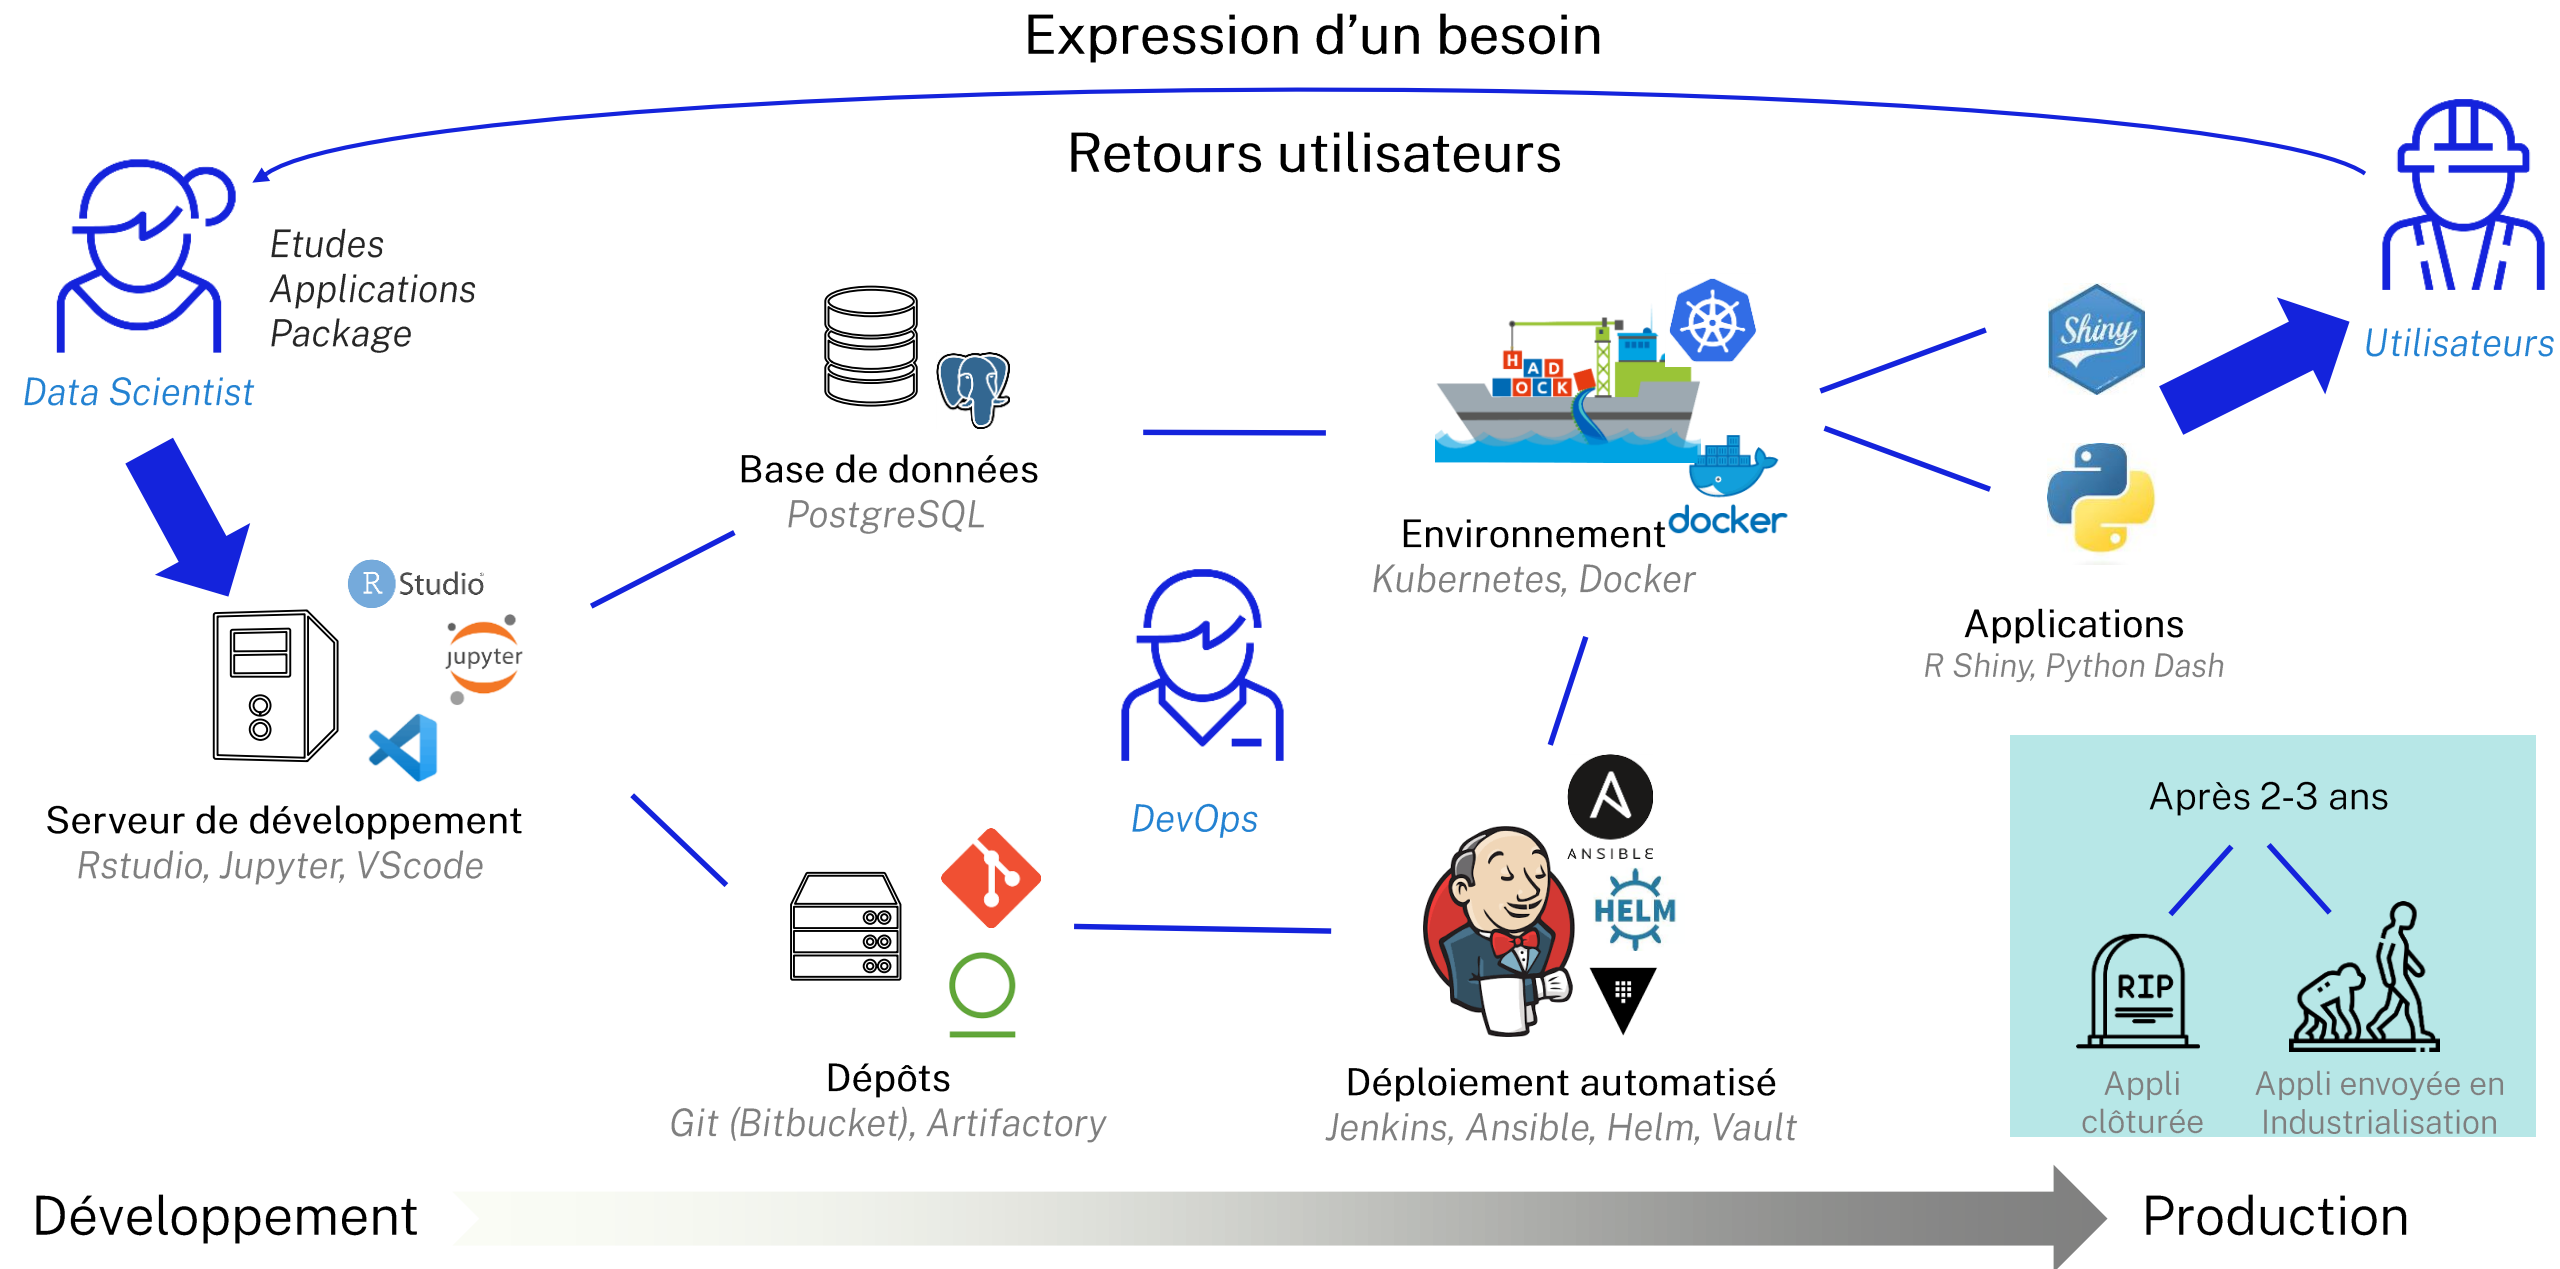 Expression d'un besoin
Retours utilisateurs
Etudes
Applications
Package
Data Scientist
Utilisateurs
Shiny
HAD
OCK
docker
Base de données
PostgreSQL
Environnement
Kubernetes, Docker
R Studio
jupyter
Applications
R Shiny, Python Dash
Serveur de développement
Rstudio, Jupyter, VScode
DevOps
A
ANSIBLE
HELM
Dépôts
Git (Bitbucket), Artifactory
Déploiement automatisé
Jenkins, Ansible, Helm, Vault
Après 2-3 ans
RIP
Appli
clôturée
Appli envoyée en
Industrialisation
Développement
Production